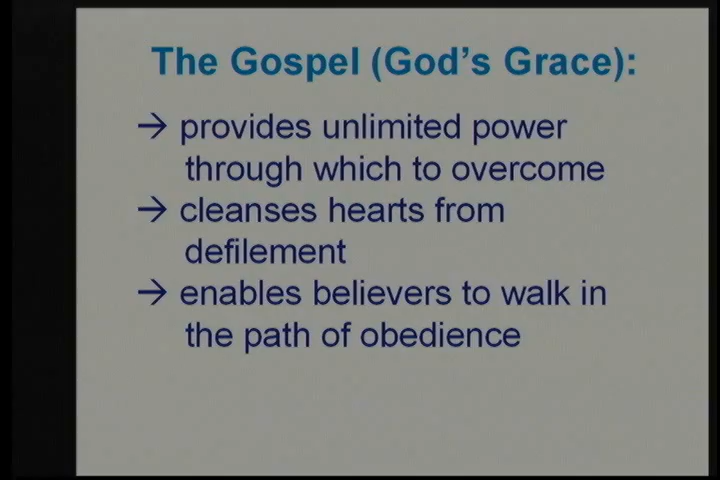 The Gospel (God's Grace):
→ provides unlimited power
through which to overcome
→ cleanses hearts from
defilement
→ enables believers to walk in
the path of obedience